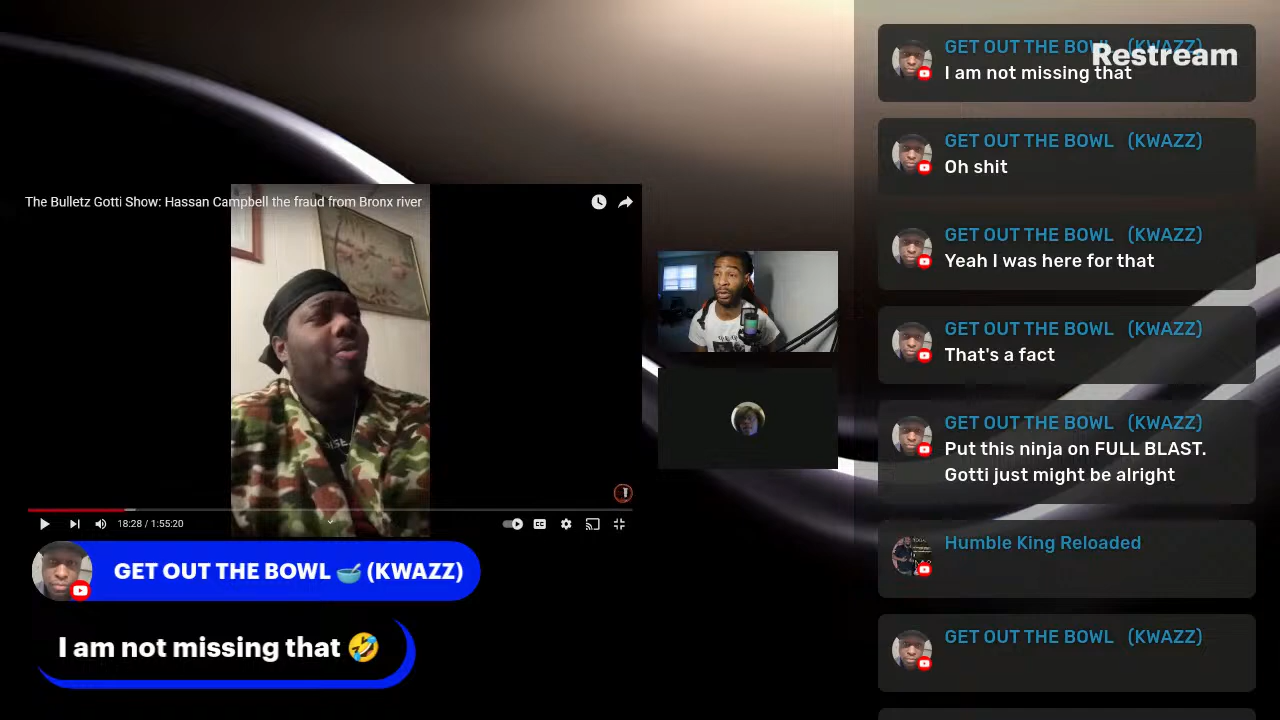 The Bulletz Gotti Show: Hassan Campbell the fraud from Bronx river
18:28 / 1:55:20
CC
GET OUT THE BOWL 🥣 (KWAZZ)
I am not missing that 🤣
Restream
GET OUT THE BOWL (KWAZZ)
I am not missing that
GET OUT THE BOWL (KWAZZ)
Oh shit
GET OUT THE BOWL (KWAZZ)
Yeah I was here for that
GET OUT THE BOWL (KWAZZ)
That's a fact
GET OUT THE BOWL (KWAZZ)
Put this ninja on FULL BLAST.
Gotti just might be alright
Humble King Reloaded
GET OUT THE BOWL (KWAZZ)